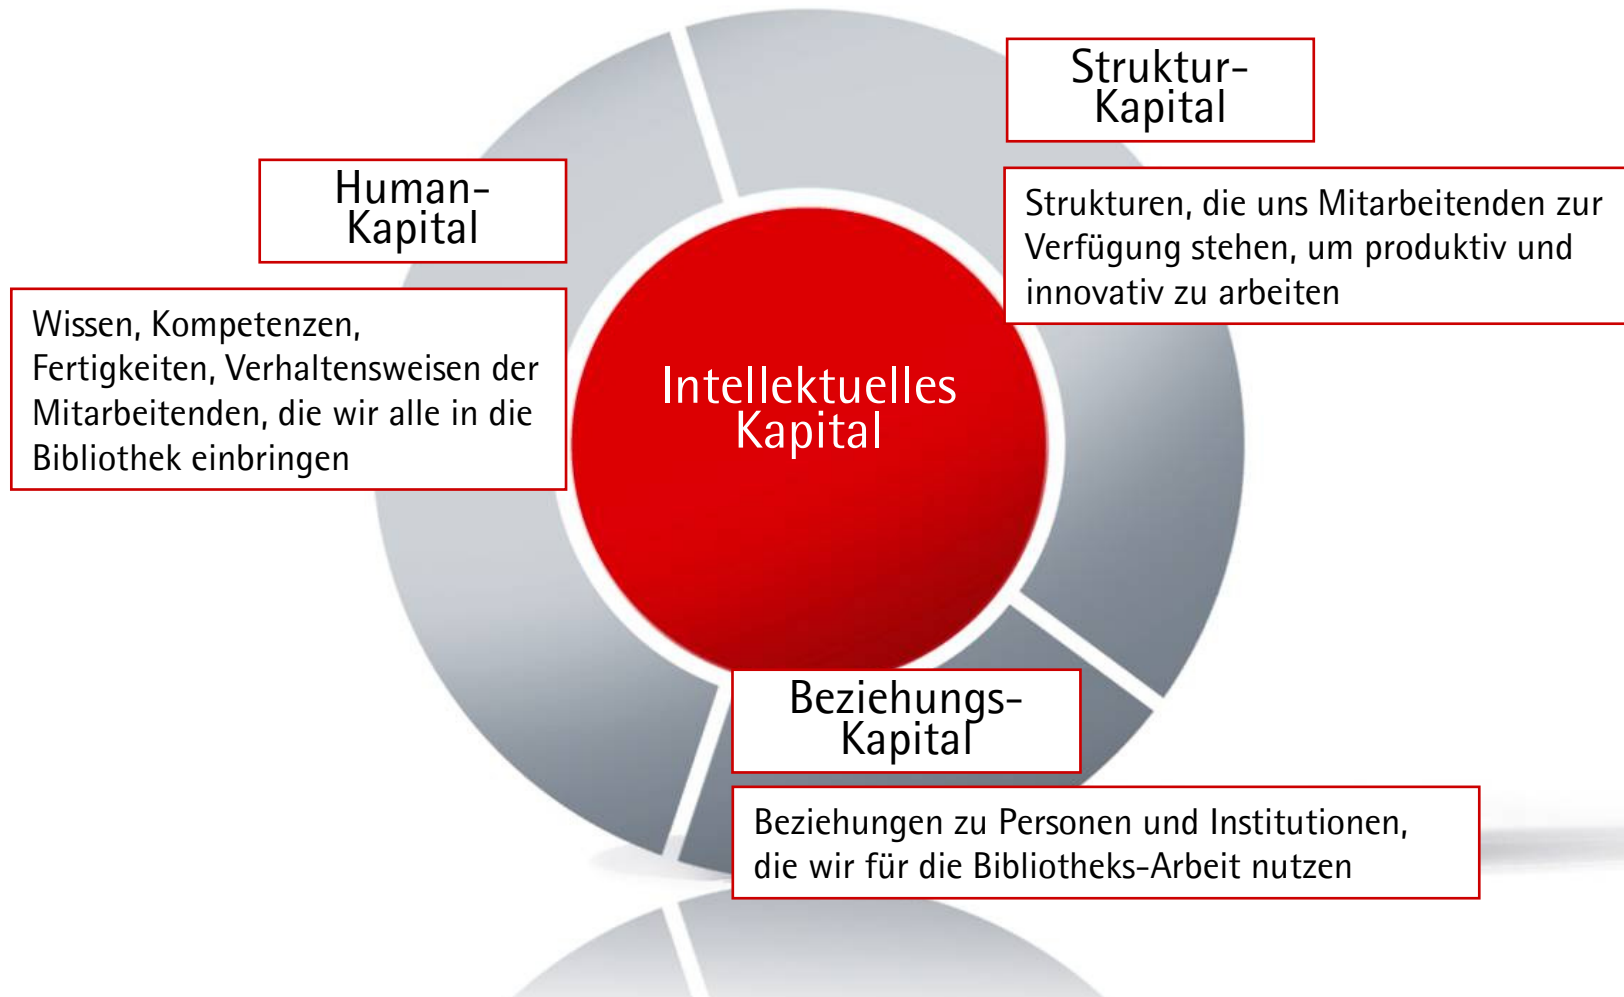 Struktur-
Kapital
Strukturen, die uns Mitarbeitenden zur
Verfügung stehen, um produktiv und
innovativ zu arbeiten
Human-
Kapital
Wissen, Kompetenzen,
Fertigkeiten, Verhaltensweisen der
Mitarbeitenden, die wir alle in die
Bibliothek einbringen
Intellektuelles
Kapital
Beziehungs-
Kapital
Beziehungen zu Personen und Institutionen,
die wir für die Bibliotheks-Arbeit nutzen